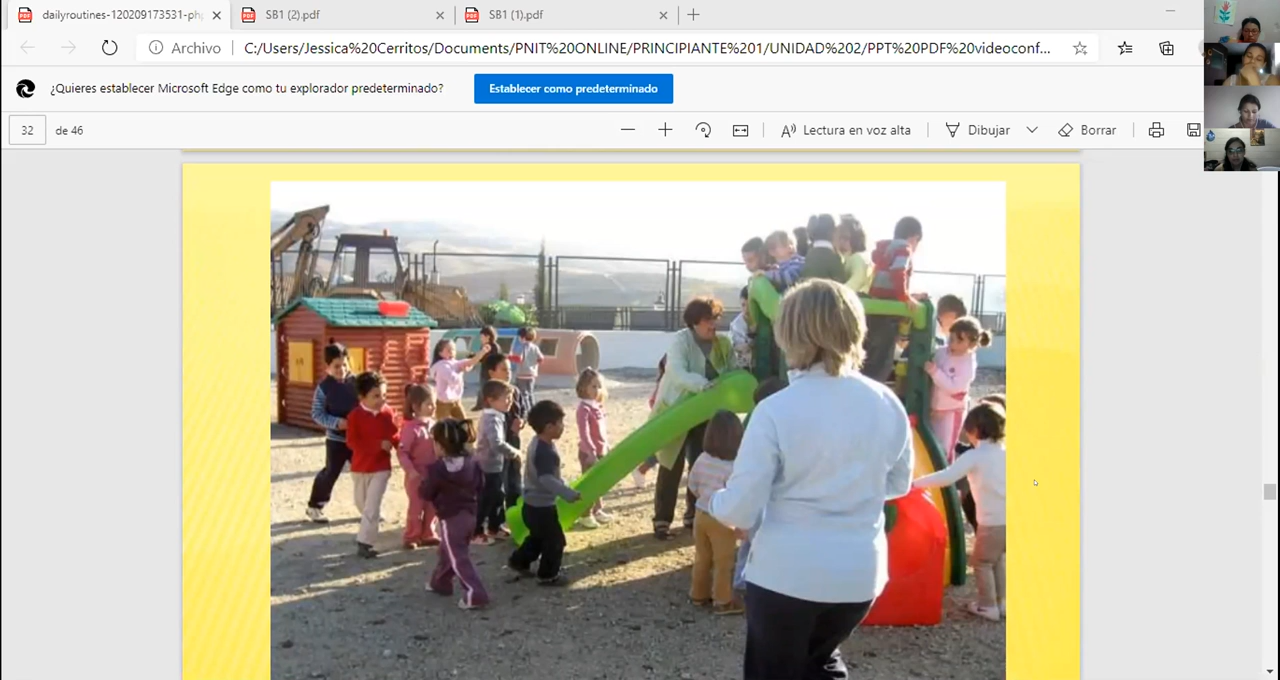 dailyroutines-120209173531-ph
SB1 (2).pdf
SB1 (1).pdf
Archivo
C:/Users/Jessica%20Cerritos/Documents/PNIT%20ONLINE/PRINCIPIANTE%201/UNIDAD%202/PPT%20PDF%20videoconf...
¿Quieres establecer Microsoft Edge como tu explorador predeterminado?
Establecer como predeterminado
32 de 46
Lectura en voz alta
Dibujar
Borrar